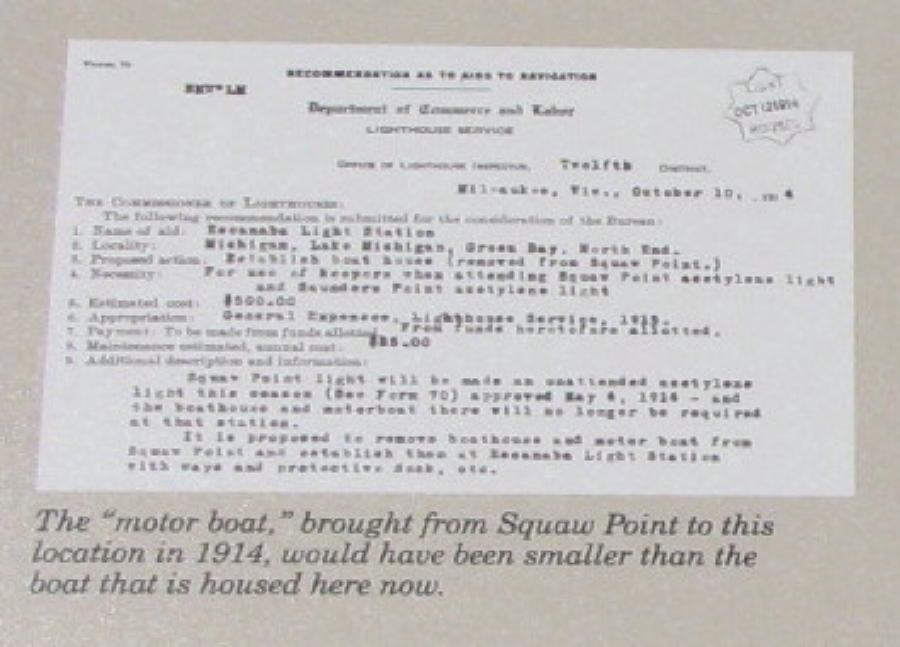 RECOMMENDATION AS TO AIDS TO NAVIGATION
Department of Commerce and Labor
LIGHTHOUSE SERVICE
OCT 12 1914
OFFICE OF LIGHTHOUSE INSPECTOR, Twelfth DISTRICT,
Milwaukee, Wis., October 10, 4
THE COMMISSIONER OF LIGHTHOUSES:
The following recommendation is submitted for the consideration of the Bureau:
1. Name of aid: Escanaba Light Station
2. Locality: Michigan, Lake Michigan, Green Bay, North End.
3. Proposed action: Establish boat house (removed from Squaw Point.)
4. Necessity: For use of keepers when attending Squaw Point acetylene light
and Saunders Point acetylene light
5. Estimated cost: $500.00
6. Appropriation: General Expenses, Lighthouse Service, 1915.
7. Payment: To be made from funds allotted. From funds heretofore allotted.
8. Maintenance estimated, annual cost: $25.00
9. Additional description and information:
Squaw Point light will be made an unattended acetylene
light this season (See Form 70) approved May 4, 1914 - and
the boathouse and motorboat there will no longer be required
at that station.
It is proposed to remove boathouse and motor boat from
Squaw Point and establish them at Escanaba Light Station
with ways and protective dock, etc.
The "motor boat," brought from Squaw Point to this
location in 1914, would have been smaller than the
boat that is housed here now.